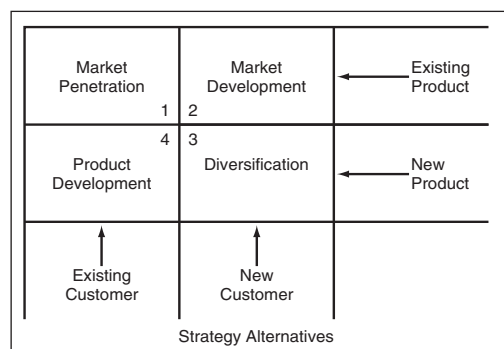 Market
Penetration
Market
Development
Existing
Product
1
2
4
3
Product
Development
Diversification
New
Product
Existing
Customer
New
Customer
Strategy Alternatives